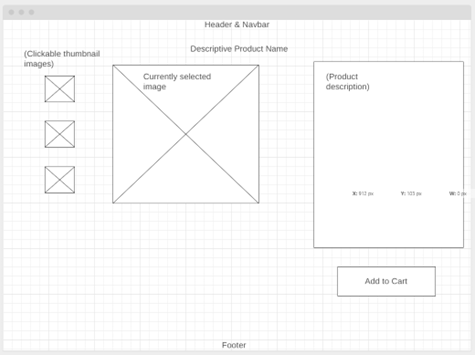 Header & Navbar
Descriptive Product Name
(Clickable thumbnail
images)
Currently selected
image
(Product
description)
Add to Cart
Footer